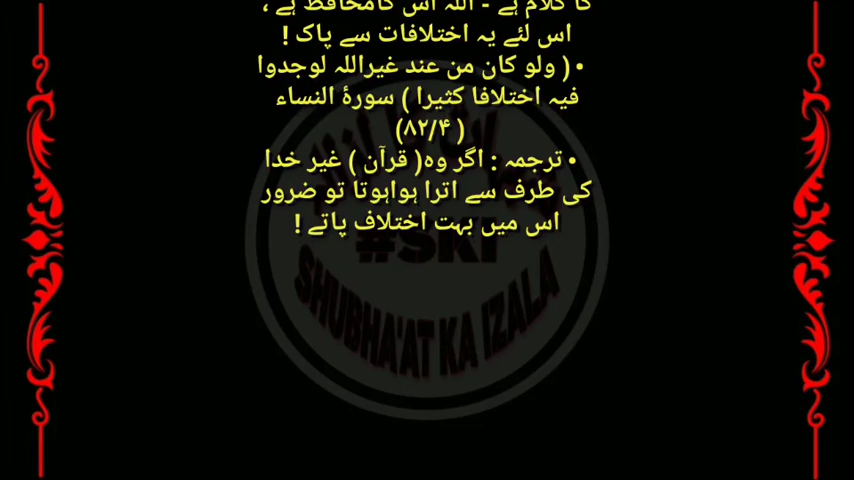 کا کلام ہے - اللہ اس کامحافظ ہے ،
اس لئے یہ اختلافات سے پاک !
• ( ولو کان من عند غیراللہ لوجدوا
فیہ اختلافا کثیرا ) سورۂ النساء
( ۸۲/۴)
• ترجمہ : اگر وہ( قرآن ) غیر خدا
کی طرف سے اترا ہواہوتا تو ضرور
اس میں بہت اختلاف پاتے !
#SKI
SHUBHA'AT KA IZALA